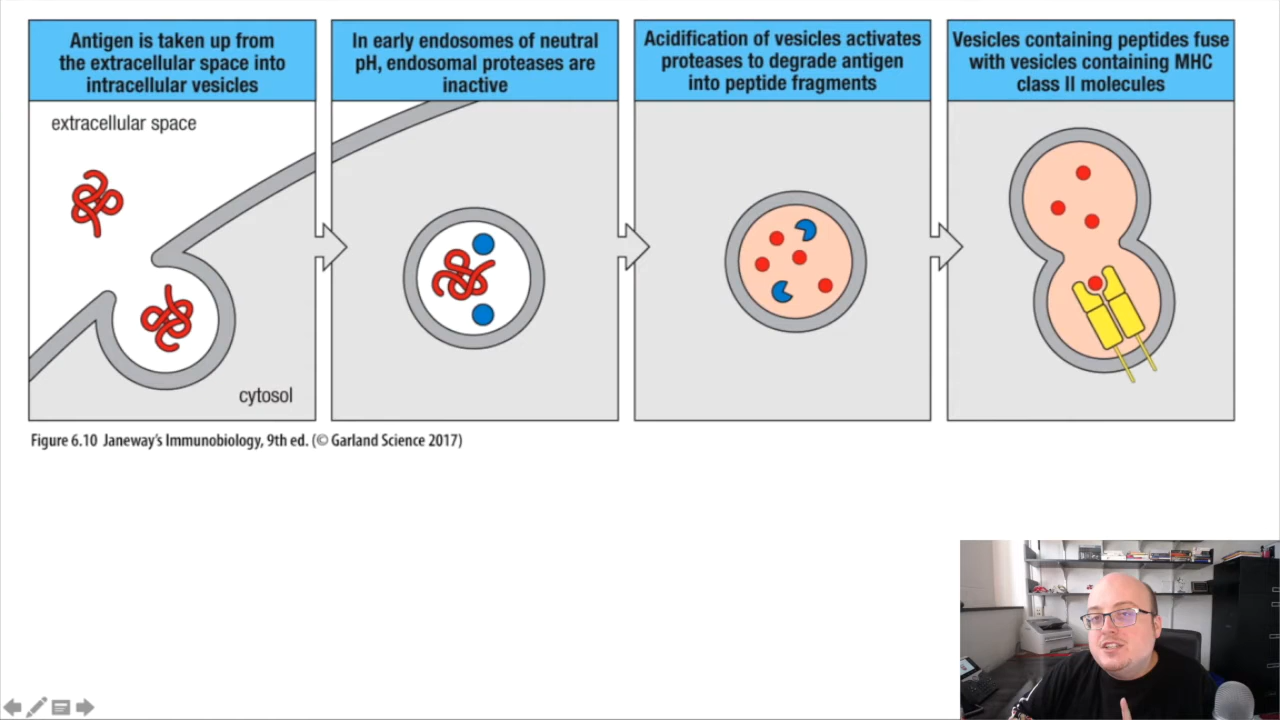 Antigen is taken up from
the extracellular space into
intracellular vesicles
In early endosomes of neutral
pH, endosomal proteases are
inactive
Acidification of vesicles activates
proteases to degrade antigen
into peptide fragments
Vesicles containing peptides fuse
with vesicles containing MHC
class II molecules
extracellular space
cytosol
Figure 6.10 Janeway's Immunobiology, 9th ed. (© Garland Science 2017)